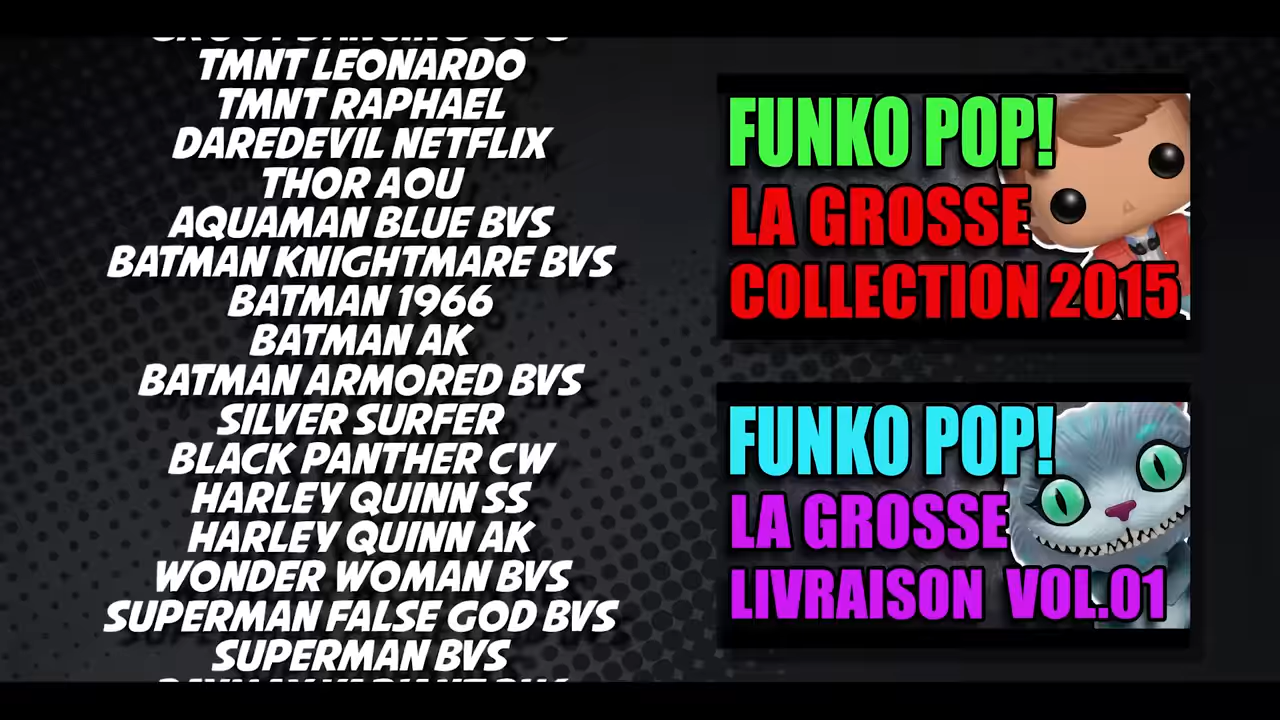 TMNT LEONARDO
TMNT RAPHAEL
DAREDEVIL NETFLIX
THOR AOU
AQUAMAN BLUE BVS
BATMAN KNIGHTMARE BVS
BATMAN 1966
BATMAN AK
BATMAN ARMORED BVS
SILVER SURFER
BLACK PANTHER CW
HARLEY QUINN SS
HARLEY QUINN AK
WONDER WOMAN BVS
SUPERMAN FALSE GOD BVS
SUPERMAN BVS
FUNKO POP!
LA GROSSE
COLLECTION 2015
FUNKO POP!
LA GROSSE
LIVRAISON VOL.01